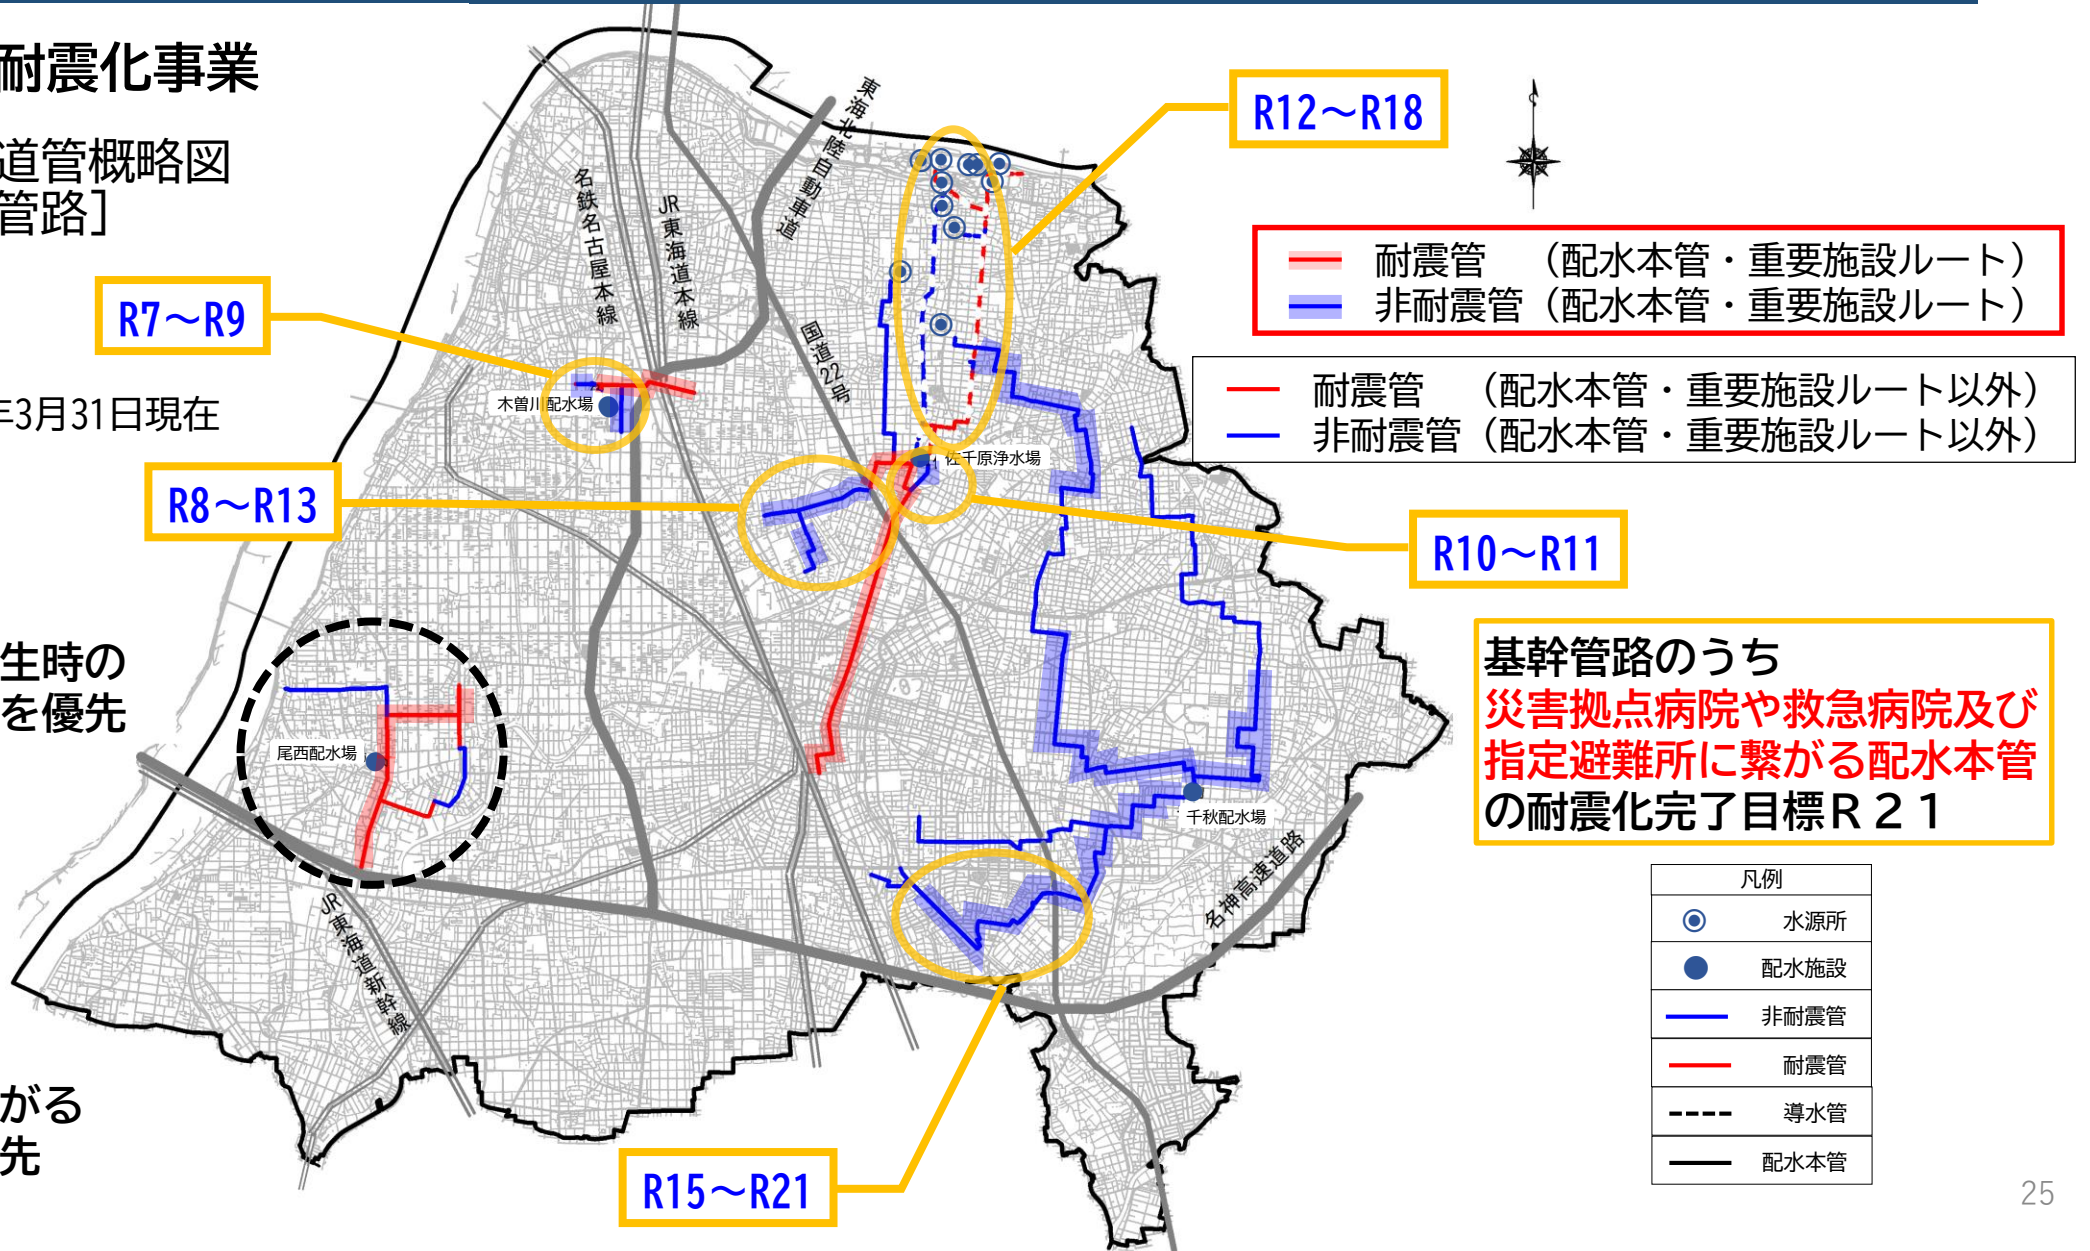 耐震化事業
道管概略図
管路］
年3月31日現在
生時の
を優先
がる
先
R12～R18
R7～R9
R8～R13
R10～R11
R15～R21
東海北陸自動車道
名鉄名古屋本線
JR東海道本線
国道22号
木曽川配水場
佐千原浄水場
尾西配水場
千秋配水場
名神高速道路
JR東海道新幹線
耐震管　（配水本管・重要施設ルート）
非耐震管（配水本管・重要施設ルート）
耐震管　（配水本管・重要施設ルート以外）
非耐震管（配水本管・重要施設ルート以外）
基幹管路のうち
災害拠点病院や救急病院及び
指定避難所に繋がる配水本管
の耐震化完了目標Ｒ２１
凡例
水源所
配水施設
非耐震管
耐震管
導水管
配水本管
25